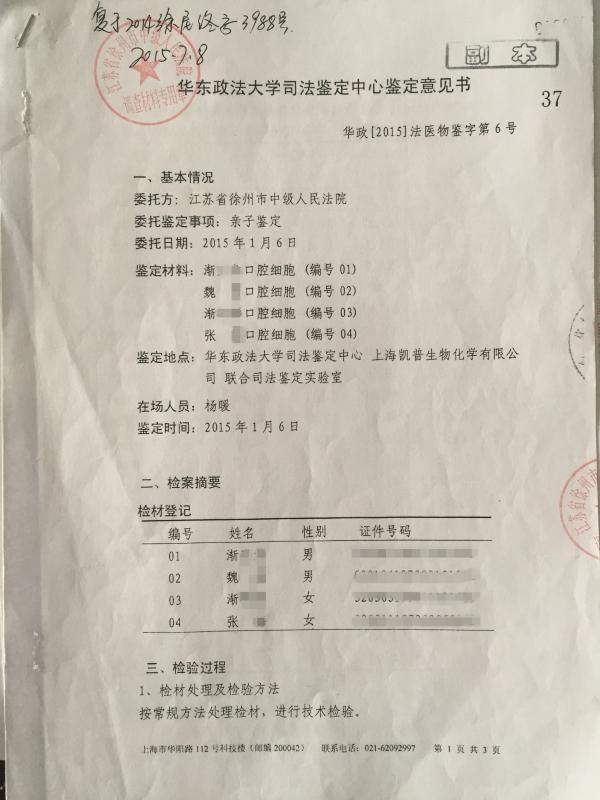 复于2014徐民终字3988号
2015-7.8
副本
华东政法大学司法鉴定中心鉴定意见书
37
华政[2015]法医物鉴字第6号
一、基本情况
委托方：江苏省徐州市中级人民法院
委托鉴定事项：亲子鉴定
委托日期：2015年1月6日
鉴定材料：渐 口腔细胞（编号01）
魏 口腔细胞（编号02）
渐 口腔细胞（编号03）
张 口腔细胞（编号04）
鉴定地点：华东政法大学司法鉴定中心 上海凯普生物化学有限公
司 联合司法鉴定实验室
在场人员：杨暖
鉴定时间：2015年1月6日
二、检案摘要
检材登记
编号 姓名 性别 证件号码
01 渐 男
02 魏 男
03 渐 女
04 张 女
三、检验过程
1、检材处理及检验方法
按常规方法处理检材，进行技术检验。
上海市华阳路112号科技楼（邮编200042） 联系电话：021-62092997 第1页共3页